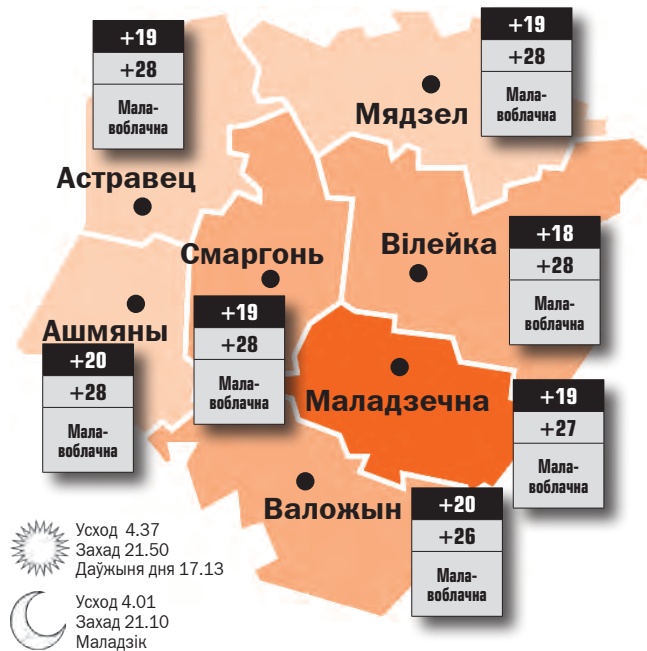 +19
+28
Мала-
воблачна
Астравец
+19
+28
Мала-
воблачна
Мядзел
Смаргонь
+19
+28
Мала-
воблачна
Вілейка
+18
+28
Мала-
воблачна
Ашмяны
+20
+28
Мала-
воблачна
Маладзечна
+19
+27
Мала-
воблачна
Валожын
+20
+26
Мала-
воблачна
Усход 4.37
Захад 21.50
Даўжыня дня 17.13
Усход 4.01
Захад 21.10
Маладзік